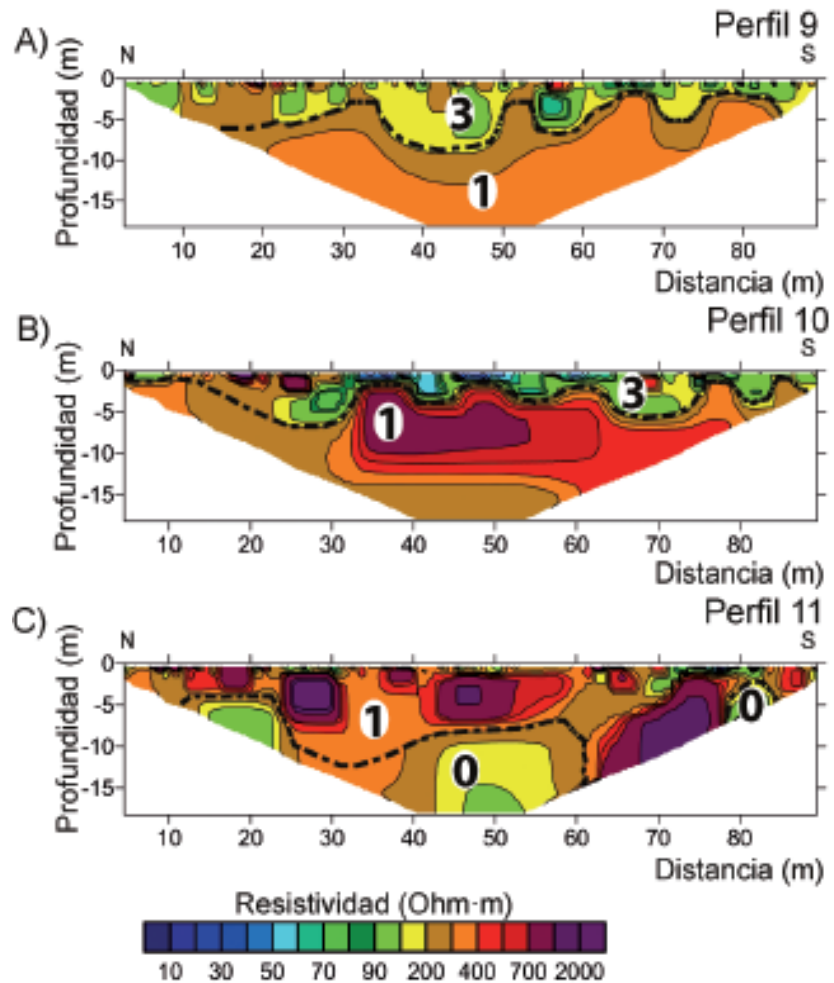 Perfil 9
A)
N
S
Profundidad (m)
0
-5
-10
-15
3
1
10 20 30 40 50 60 70 80
Distancia (m)
Perfil 10
B)
N
S
Profundidad (m)
0
-5
-10
-15
1
3
10 20 30 40 50 60 70 80
Distancia (m)
Perfil 11
C)
N
S
Profundidad (m)
0
-5
-10
-15
1
0
0
10 20 30 40 50 60 70 80
Distancia (m)
Resistividad (Ohm·m)
10 30 50 70 90 200 400 700 2000